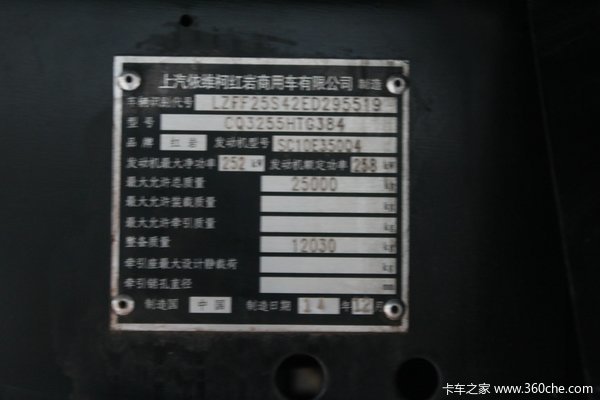 上汽依维柯红岩商用车有限公司 制造
车辆识别代号 LZFF25S42ED295519
型号 CQ3255HTG384
品牌 红岩 发动机型号 SC10E350Q4
发动机最大净功率 252 kW 发动机额定功率 258 kW
最大允许总质量 25000 kg
最大允许装载质量 kg
最大允许牵引质量 kg
整备质量 12030 kg
牵引座最大设计静载荷 kg
牵引销孔直径 mm
制造国 中国 制造日期 14 年 12 月
卡车之家 www.360che.com